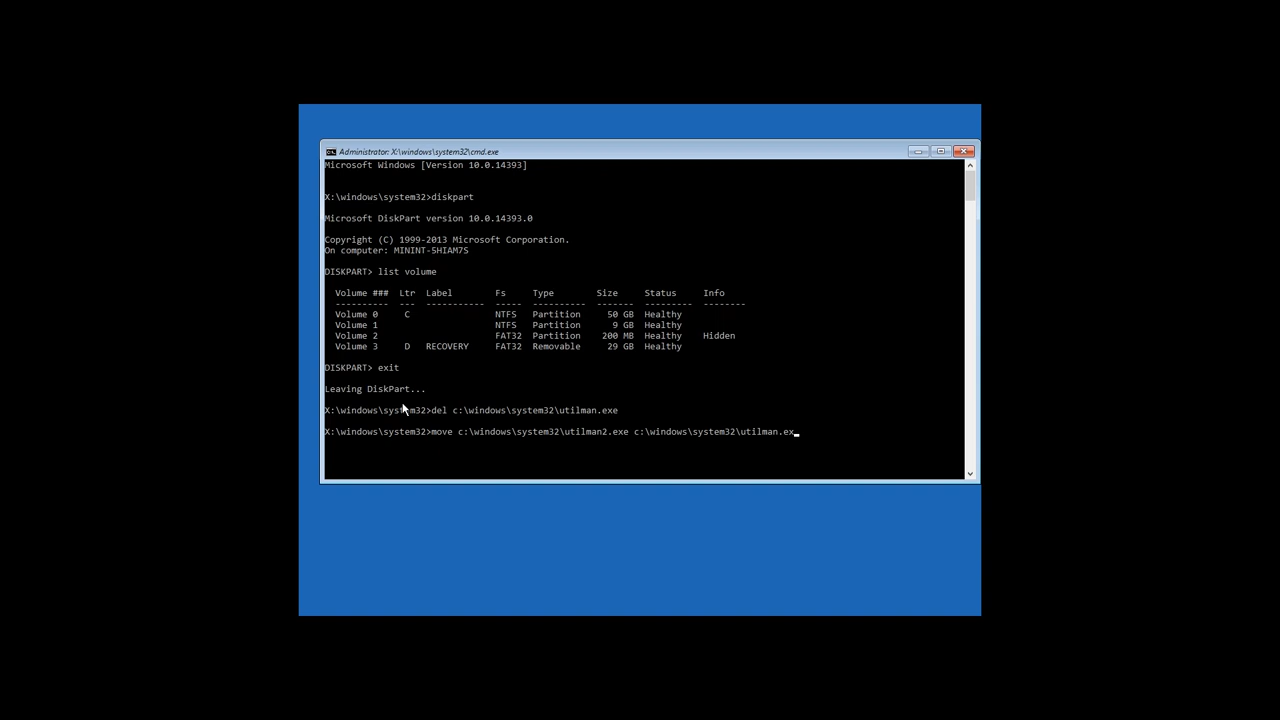 Administrator: X:\windows\system32\cmd.exe
Microsoft Windows [Version 10.0.14393]
X:\windows\system32>diskpart
Microsoft DiskPart version 10.0.14393.0
Copyright (C) 1999-2013 Microsoft Corporation.
On computer: MININT-5HIAM7S
DISKPART> list volume
Volume ### Ltr Label Fs Type Size Status Info
---------- --- ----------- ----- ---------- ------- --------- --------
Volume 0 C NTFS Partition 50 GB Healthy
Volume 1 NTFS Partition 9 GB Healthy
Volume 2 FAT32 Partition 200 MB Healthy Hidden
Volume 3 D RECOVERY FAT32 Removable 29 GB Healthy
DISKPART> exit
Leaving DiskPart...
X:\windows\system32>del c:\windows\system32\utilman.exe
X:\windows\system32>move c:\windows\system32\utilman2.exe c:\windows\system32\utilman.ex